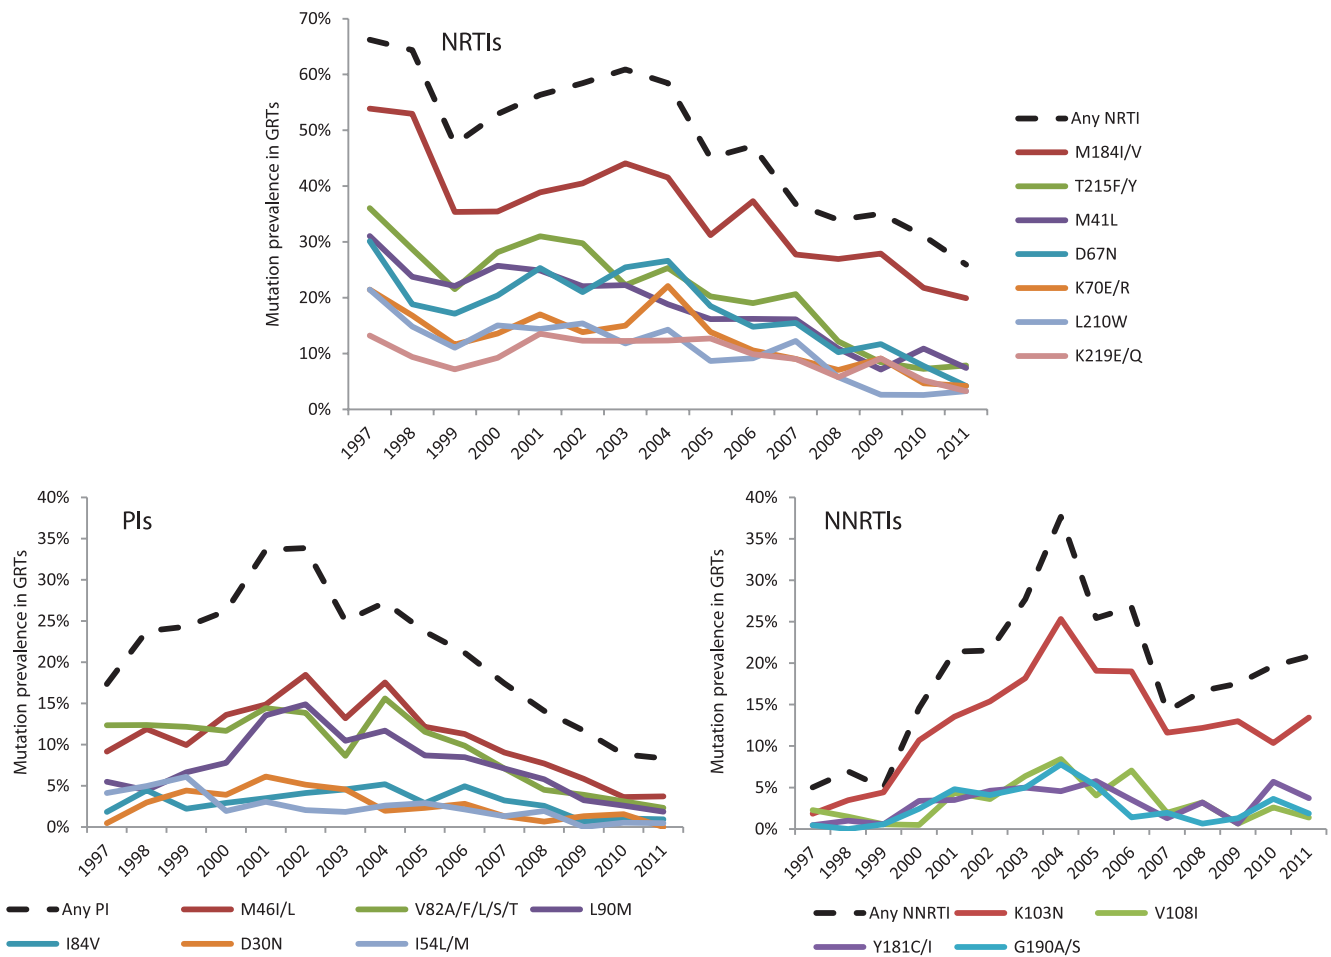 NRTIs
Mutation prevalence in GRTs
70%
60%
50%
40%
30%
20%
10%
0%
1997 1998 1999 2000 2001 2002 2003 2004 2005 2006 2007 2008 2009 2010 2011
Any NRTI
M184I/V
T215F/Y
M41L
D67N
K70E/R
L210W
K219E/Q
PIs
Mutation prevalence in GRTs
40%
35%
30%
25%
20%
15%
10%
5%
0%
1997 1998 1999 2000 2001 2002 2003 2004 2005 2006 2007 2008 2009 2010 2011
Any PI M46I/L V82A/F/L/S/T L90M
I84V D30N I54L/M
NNRTIs
Mutation prevalence in GRTs
40%
35%
30%
25%
20%
15%
10%
5%
0%
1997 1998 1999 2000 2001 2002 2003 2004 2005 2006 2007 2008 2009 2010 2011
Any NNRTI K103N V108I
Y181C/I G190A/S